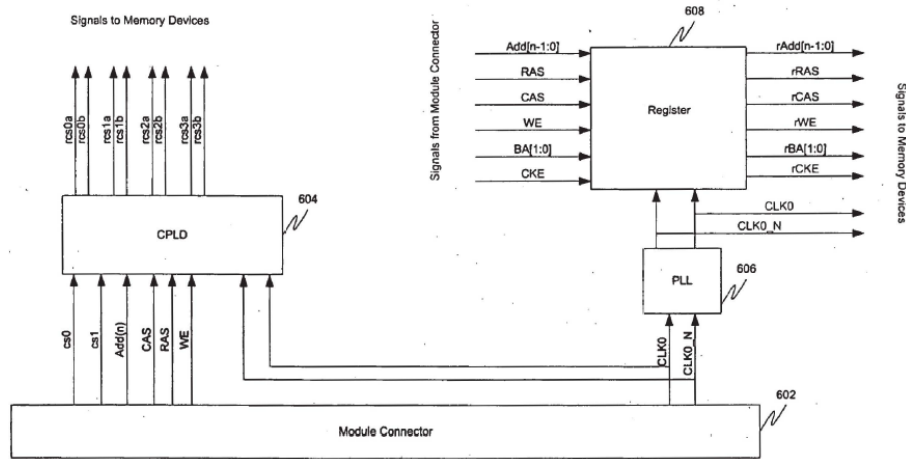 Signals to Memory Devices
rcs0a
rcs0b
rcs1a
rcs1b
rcs2a
rcs2b
rcs3a
rcs3b
604
CPLD
cs0
cs1
Add(n)
CAS
RAS
WE
Signals from Module Connector
608
Add[n-1:0]
RAS
CAS
WE
BA[1:0]
CKE
Register
rAdd[n-1:0]
rRAS
rCAS
rWE
rBA[1:0]
rCKE
Signals to Memory Devices
CLK0
CLK0_N
PLL
606
CLK0
CLK0_N
602
Module Connector